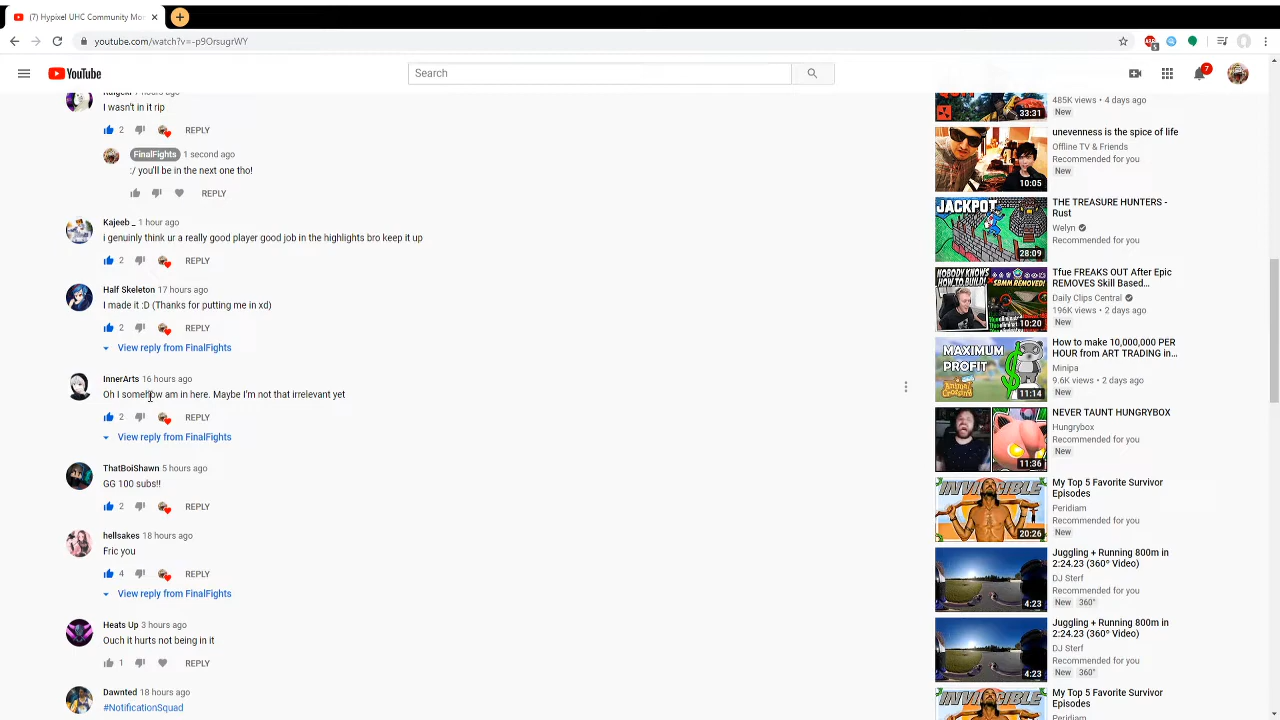 (7) Hypixel UHC Community Mo
youtube.com/watch?v=-p9OrsugrWY
YouTube
Search
7
7 hours ago
I wasn't in it rip
2 REPLY
FinalFights 1 second ago
:/ you'll be in the next one tho!
REPLY
Kajeeb _ 1 hour ago
i genuinly think ur a really good player good job in the highlights bro keep it up
2 REPLY
Half Skeleton 17 hours ago
I made it :D (Thanks for putting me in xd)
2 REPLY
View reply from FinalFights
InnerArts 16 hours ago
Oh I somehow am in here. Maybe I'm not that irrelevant yet
2 REPLY
View reply from FinalFights
ThatBoiShawn 5 hours ago
GG 100 subs!!
2 REPLY
hellsakes 18 hours ago
Fric you
4 REPLY
View reply from FinalFights
Heats Up 3 hours ago
Ouch it hurts not being in it
1 REPLY
Dawnted 18 hours ago
#NotificationSquad
33:31
485K views • 4 days ago
New
10:05
unevenness is the spice of life
Offline TV & Friends
Recommended for you
New
JACKPOT
28:09
THE TREASURE HUNTERS -
Rust
Welyn
Recommended for you
NOBODY KNOWS
HOW TO BUILD!
SBMM REMOVED!
10:20
Tfue FREAKS OUT After Epic
REMOVES Skill Based...
Daily Clips Central
196K views • 2 days ago
New
MAXIMUM
PROFIT
ANIMAL CROSSING
11:14
How to make 10,000,000 PER
HOUR from ART TRADING in...
Minipa
9.6K views • 2 days ago
New
11:36
NEVER TAUNT HUNGRYBOX
Hungrybox
Recommended for you
New
INVINCIBLE
20:26
My Top 5 Favorite Survivor
Episodes
Peridiam
Recommended for you
New
4:23
Juggling + Running 800m in
2:24.23 (360º Video)
DJ Sterf
Recommended for you
New 360°
4:23
Juggling + Running 800m in
2:24.23 (360º Video)
DJ Sterf
Recommended for you
New 360°
INVINCIBLE
My Top 5 Favorite Survivor
Episodes
Peridiam